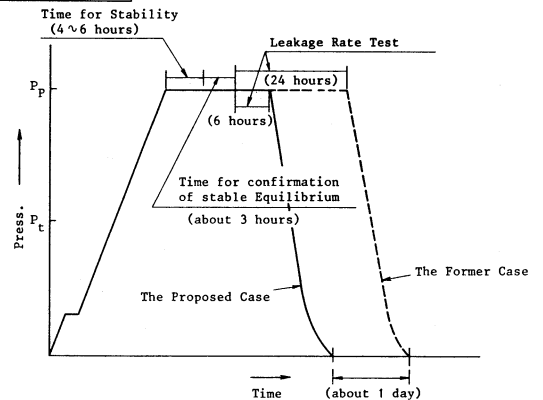 Time for Stability
(4~6 hours)
Leakage Rate Test
(24 hours)
(6 hours)
Pp
Time for confirmation
of stable Equilibrium
(about 3 hours)
Pt
Press.
The Former Case
The Proposed Case
Time
(about 1 day)